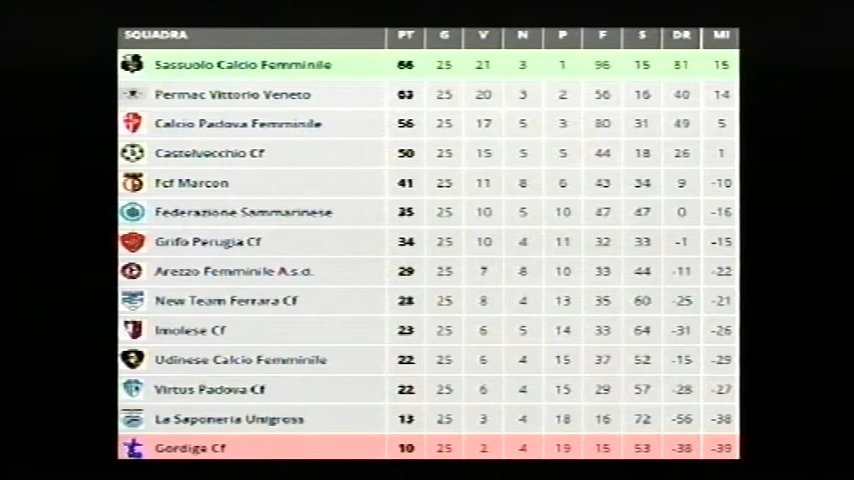 SQUADRA PT G V N P F S DR MI
Sassuolo Calcio Femminile 66 25 21 3 1 96 15 81 15
Permac Vittorio Veneto 63 25 20 3 2 56 16 40 14
Calcio Padova Femminile 56 25 17 5 3 80 31 49 5
Castelvecchio Cf 50 25 15 5 5 44 18 26 1
Fcf Marcon 41 25 11 8 6 43 34 9 -10
Federazione Sammarinese 35 25 10 5 10 47 47 0 -16
Grifo Perugia Cf 34 25 10 4 11 32 33 -1 -15
Arezzo Femminile A.s.d. 29 25 7 8 10 33 44 -11 -22
New Team Ferrara Cf 28 25 8 4 13 35 60 -25 -21
Imolese Cf 23 25 6 5 14 33 64 -31 -26
Udinese Calcio Femminile 22 25 6 4 15 37 52 -15 -29
Virtus Padova Cf 22 25 6 4 15 29 57 -28 -27
La Saponeria Unigross 13 25 3 4 18 16 72 -56 -38
Gordige Cf 10 25 2 4 19 15 53 -38 -39